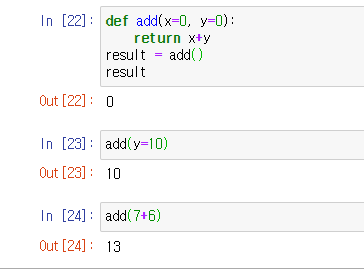 In [22]: def add(x=0, y=0):
    return x+y
result = add()
result
Out[22]: 0
In [23]: add(y=10)
Out[23]: 10
In [24]: add(7+6)
Out[24]: 13